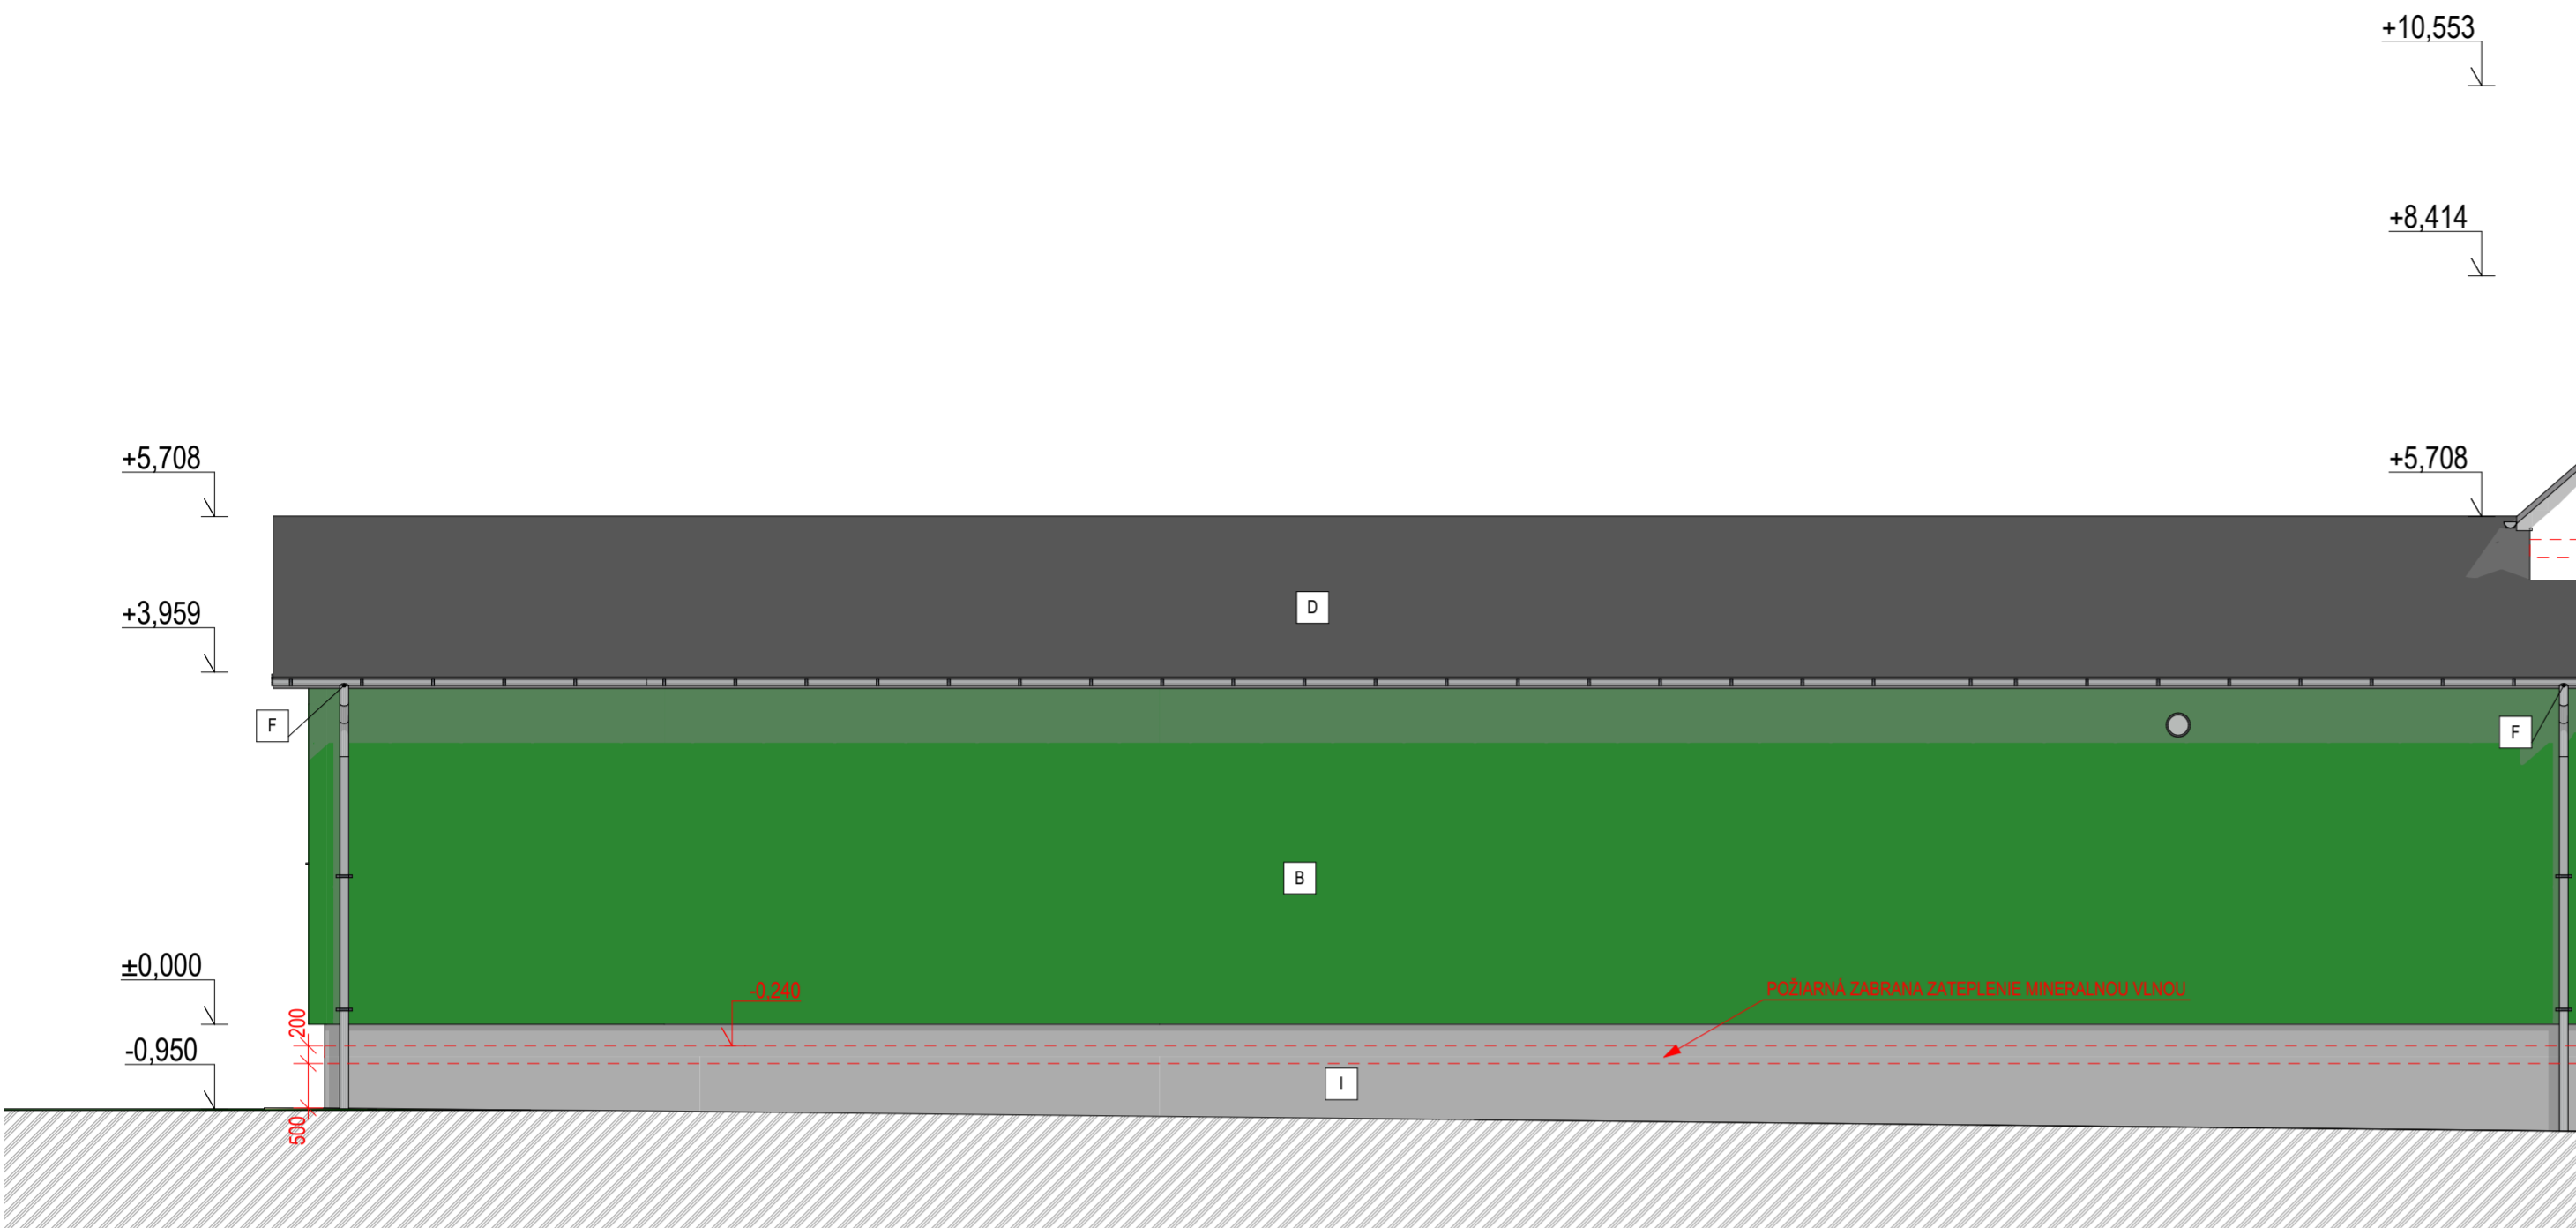 +10,553
+8,414
+5,708
+5,708
+3,959
D
F
F
B
±0,000
-0,240
POŽIARNÁ ZABRANA ZATEPLENIE MINERALNOU VLNOU
200
-0,950
I
500